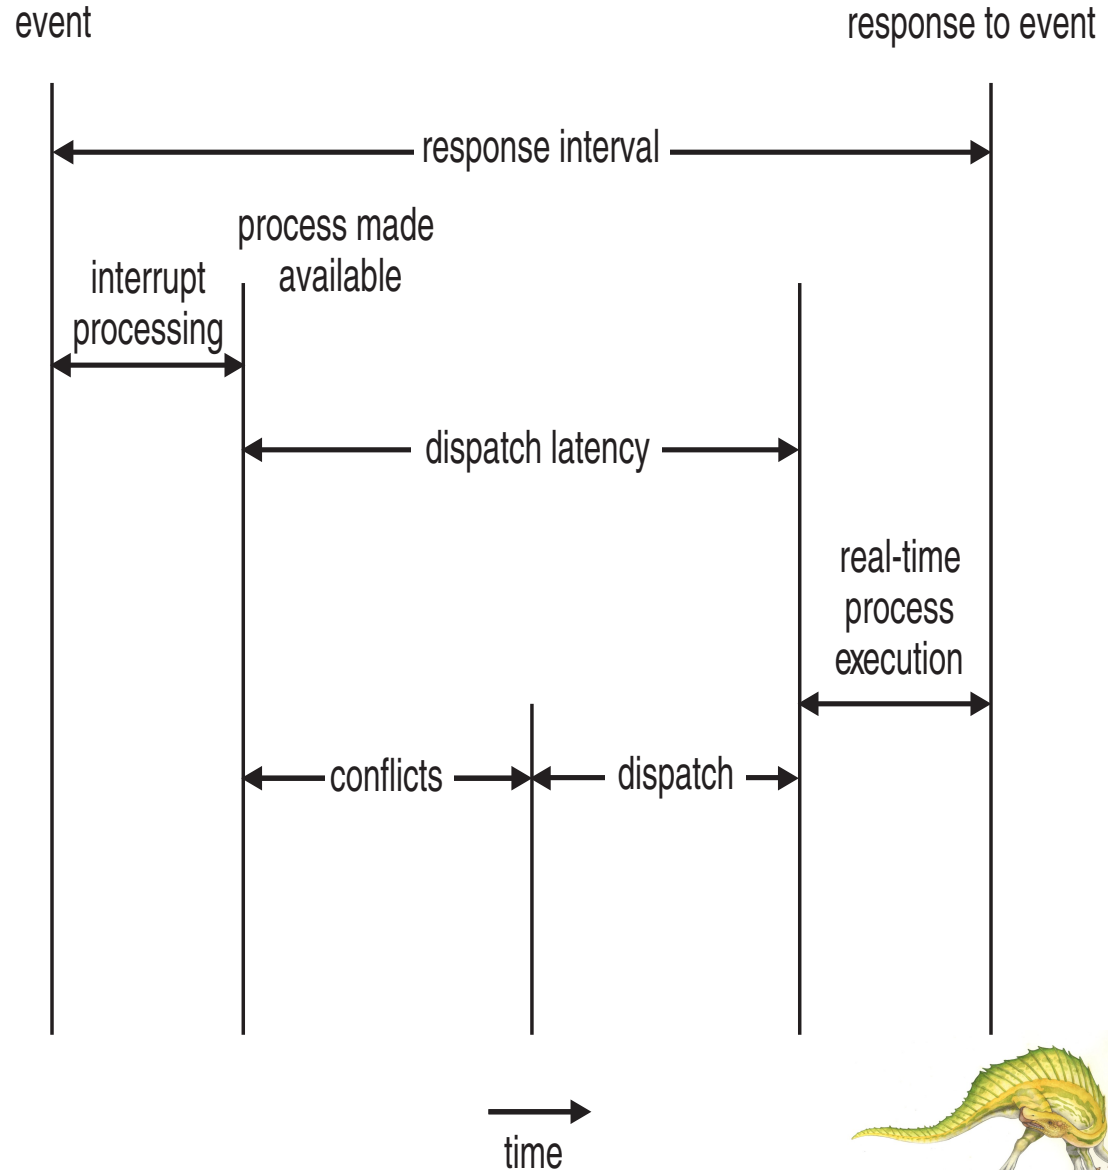 event
response to event
response interval
process made
available
interrupt
processing
dispatch latency
real-time
process
execution
conflicts
dispatch
time